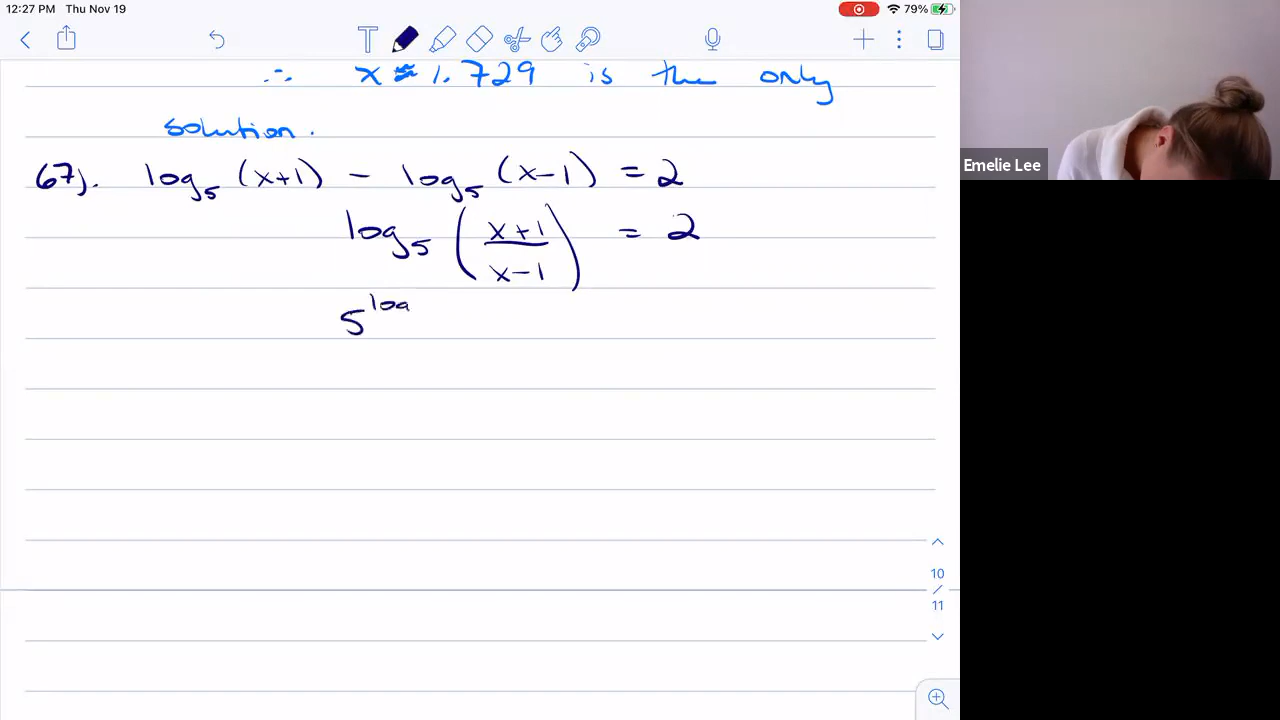 12:27 PM Thu Nov 19 79%
∴ x ≈ 1.729 is the only
solution.
67). log₅ (x+1) − log₅ (x−1) = 2
log₅ ((x+1)/(x−1)) = 2
5^log
Emelie Lee
10
/
11